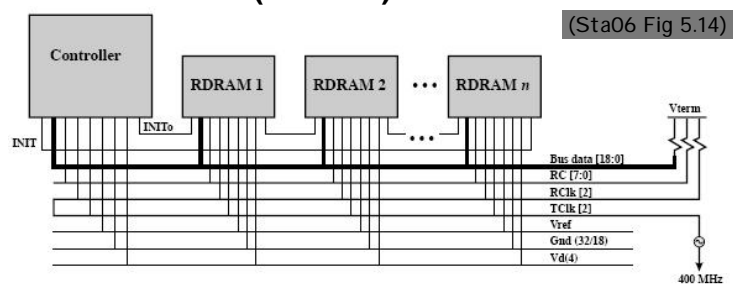 (Sta06 Fig 5.14)
Controller
RDRAM 1
RDRAM 2
• • •
RDRAM n
Vterm
INIT
INITo
• • •
Bus data [18:0]
RC [7:0]
RClk [2]
TClk [2]
Vref
Gnd (32/18)
Vd(4)
400 MHz